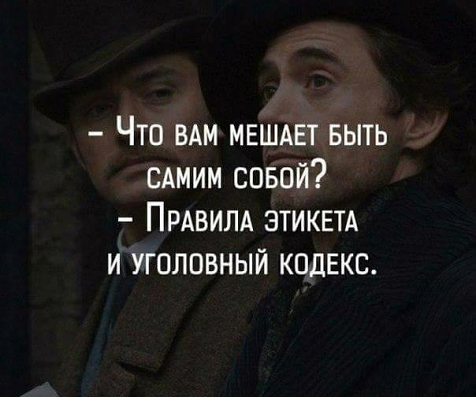 – Что вам мешает быть
самим собой?
– Правила этикета
и уголовный кодекс.